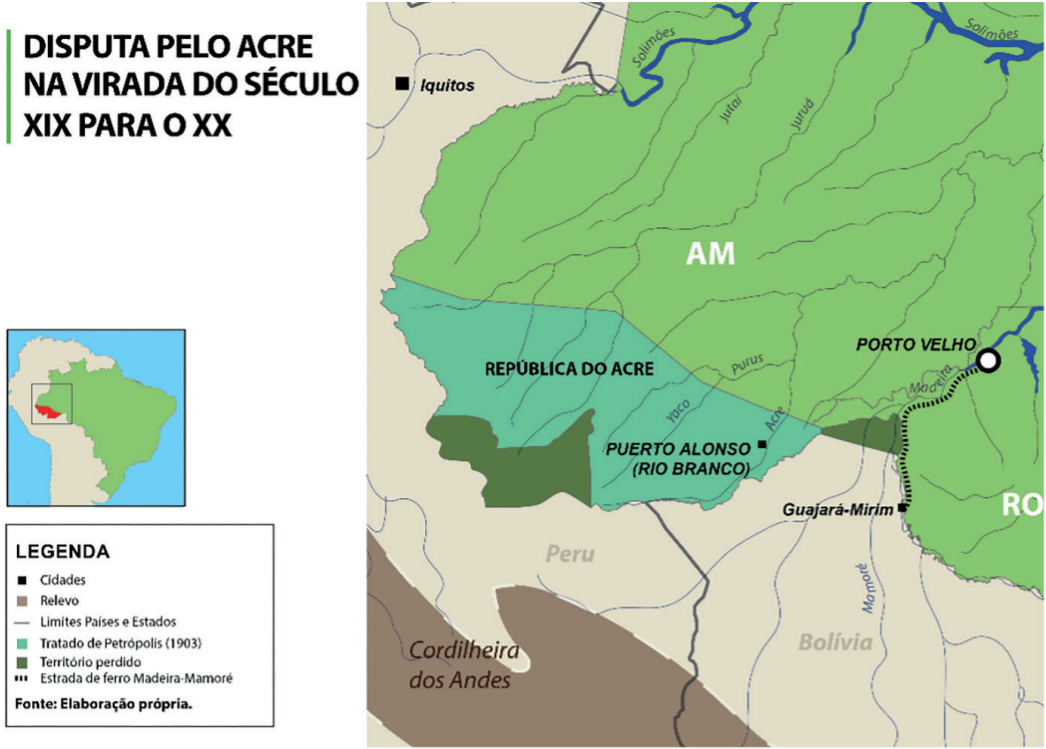 DISPUTA PELO ACRE
NA VIRADA DO SÉCULO
XIX PARA O XX
Solimões
Solimões
Iquitos
Jutaí
Juruá
AM
PORTO VELHO
REPÚBLICA DO ACRE
Purus
Madeira
Yaco
Acre
PUERTO ALONSO
(RIO BRANCO)
Guajará-Mirim
RO
Peru
Mamoré
Bolívia
Cordilheira
dos Andes
LEGENDA
Cidades
Relevo
Limites Países e Estados
Tratado de Petrópolis (1903)
Território perdido
Estrada de ferro Madeira-Mamoré
Fonte: Elaboração própria.